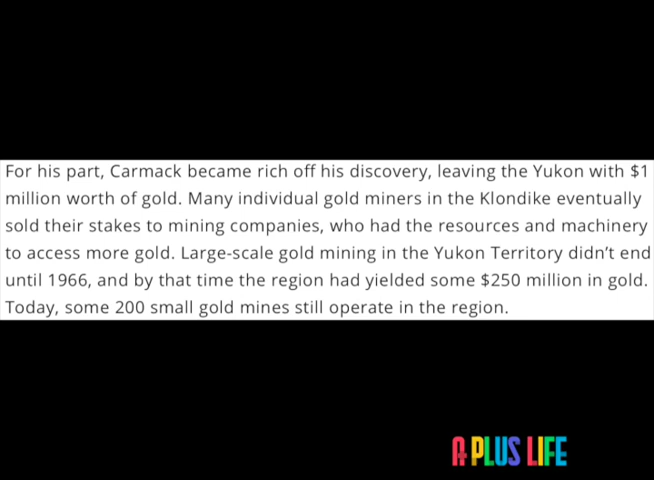 For his part, Carmack became rich off his discovery, leaving the Yukon with $1
million worth of gold. Many individual gold miners in the Klondike eventually
sold their stakes to mining companies, who had the resources and machinery
to access more gold. Large-scale gold mining in the Yukon Territory didn’t end
until 1966, and by that time the region had yielded some $250 million in gold.
Today, some 200 small gold mines still operate in the region.
A PLUS LIFE